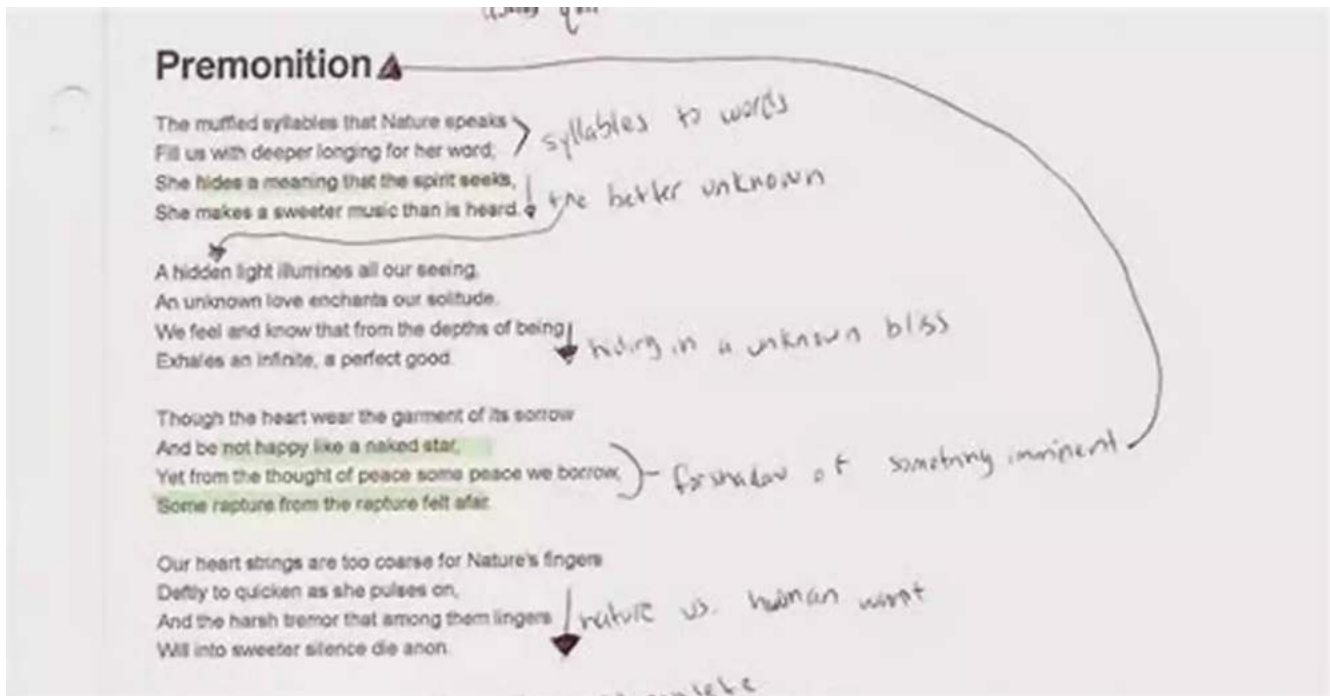 Premonition
The muffled syllables that Nature speaks
Fill us with deeper longing for her word;
She hides a meaning that the spirit seeks,
She makes a sweeter music than is heard.
syllables to words
the better unknown
A hidden light illumines all our seeing,
An unknown love enchants our solitude.
We feel and know that from the depths of being
Exhales an infinite, a perfect good.
hiding in a unknown bliss
Though the heart wear the garment of its sorrow
And be not happy like a naked star,
Yet from the thought of peace some peace we borrow,
Some rapture from the rapture felt afar.
forshadow of something imminent
Our heart strings are too coarse for Nature's fingers
Deftly to quicken as she pulses on,
And the harsh tremor that among them lingers
Will into sweeter silence die anon.
nature vs. human